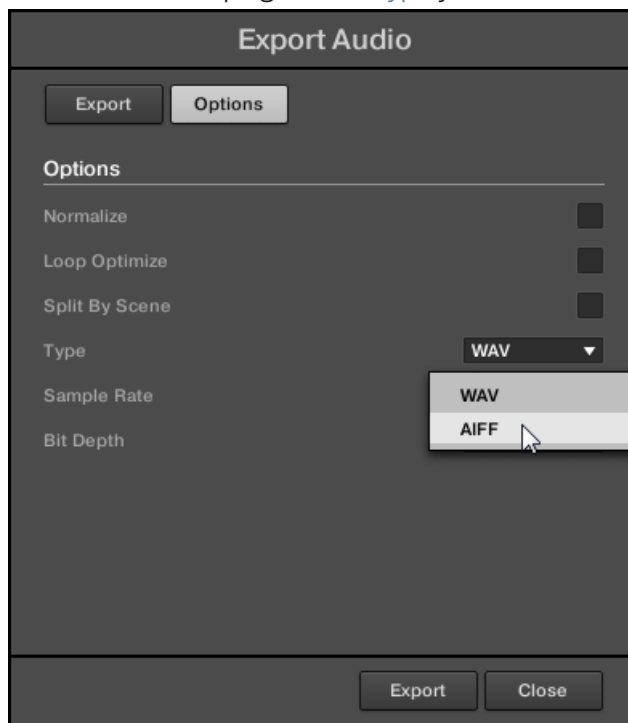 Export Audio
Export Options
Options
Normalize
Loop Optimize
Split By Scene
Type WAV
Sample Rate WAV
AIFF
Bit Depth
Export Close